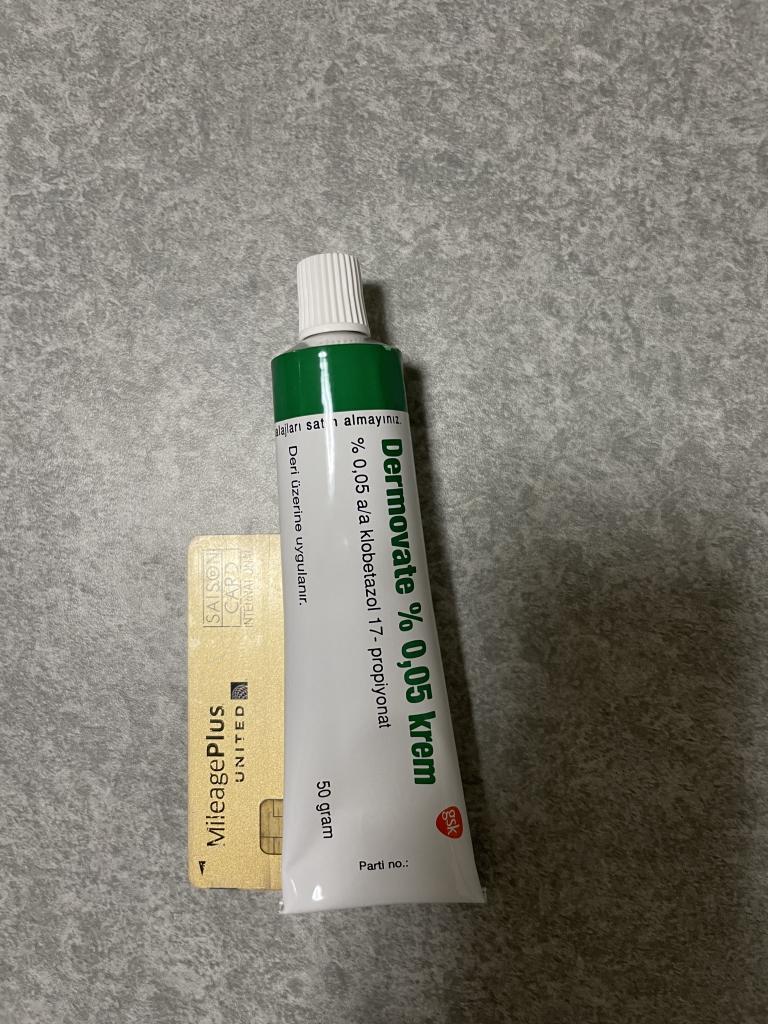 alajları satın almayınız.
Dermovate % 0,05 krem
% 0,05 a/a klobetazol 17- propiyonat
Deri üzerine uygulanır.
50 gram
gsk
Parti no.:
SAISON
CARD
MileagePlus
UNITED